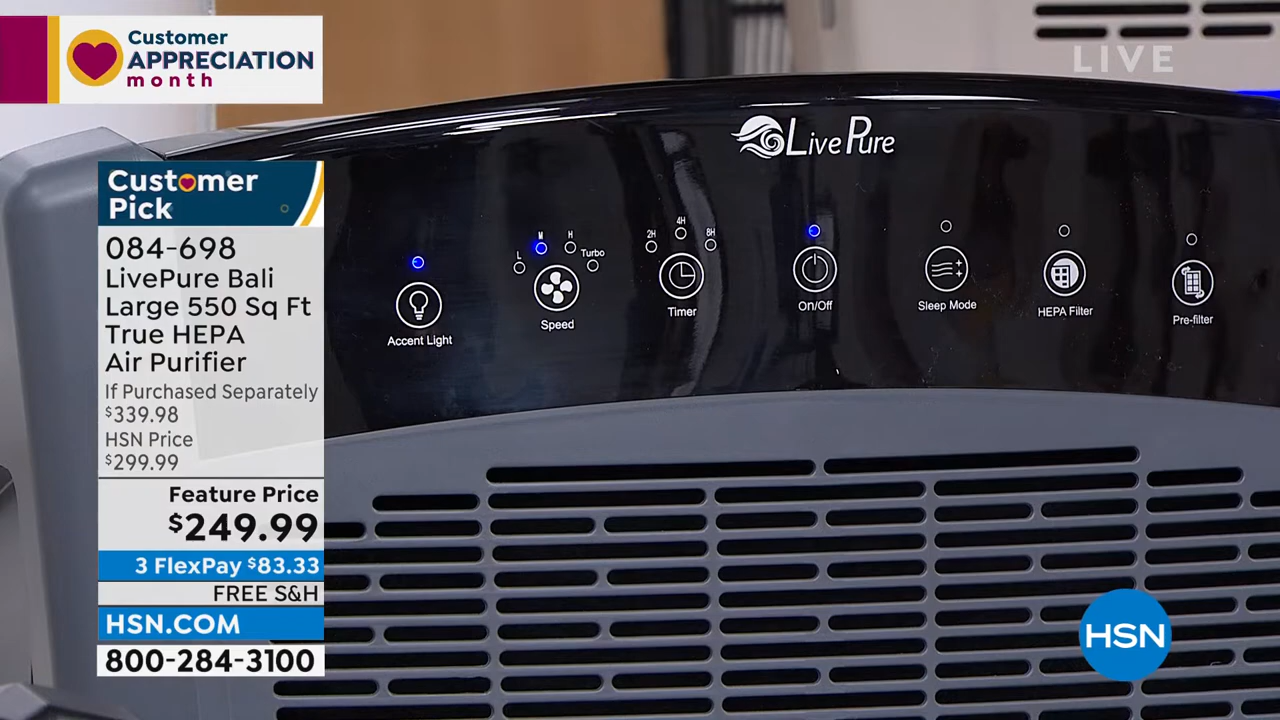 Customer
APPRECIATION
month
LIVE
LivePure
Customer
Pick
084-698
LivePure Bali
Large 550 Sq Ft
True HEPA
Air Purifier
If Purchased Separately
$339.98
HSN Price
$299.99
Feature Price
$249.99
3 FlexPay $83.33
FREE S&H
HSN.COM
800-284-3100
Accent Light
L
M
H
Turbo
Speed
2H
4H
8H
Timer
On/Off
Sleep Mode
HEPA Filter
Pre-filter
HSN